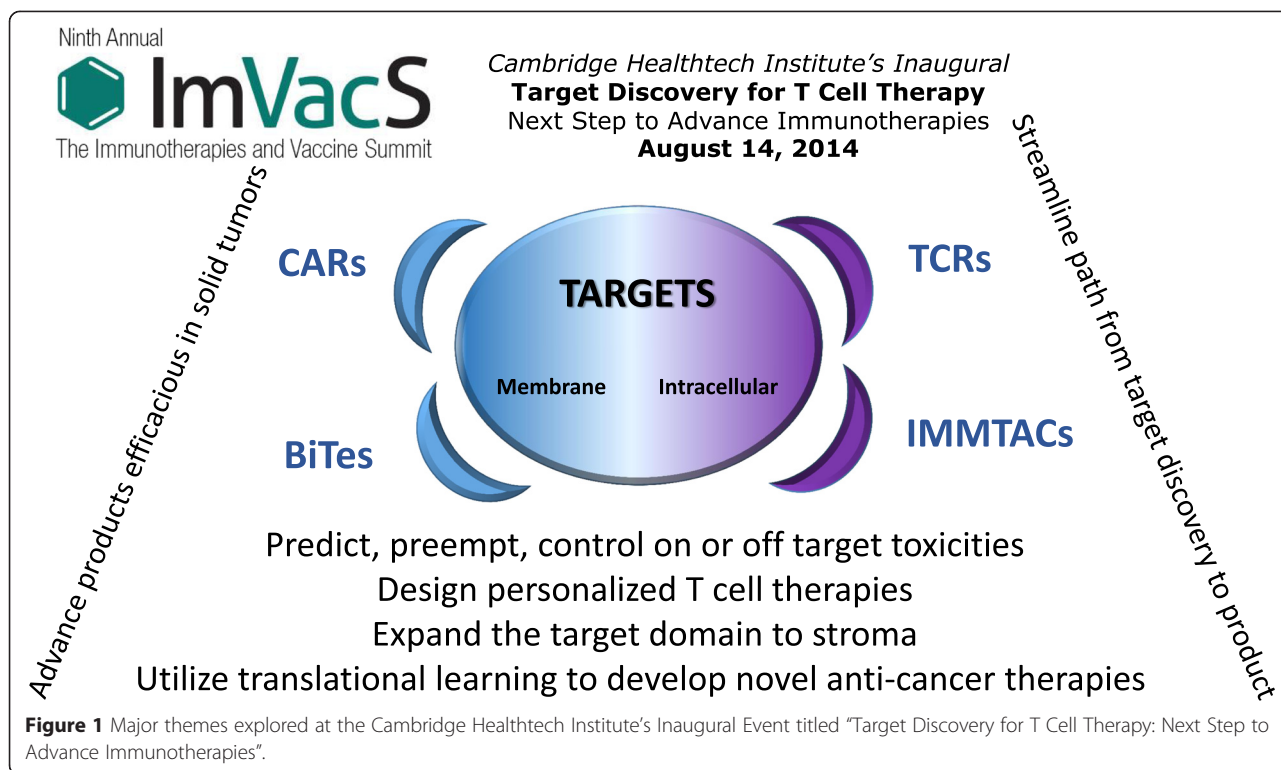 Ninth Annual
ImVacS
The Immunotherapies and Vaccine Summit
Cambridge Healthtech Institute's Inaugural
Target Discovery for T Cell Therapy
Next Step to Advance Immunotherapies
August 14, 2014
Advance products efficacious in solid tumors
Streamline path from target discovery to product
CARs
TCRs
TARGETS
Membrane
Intracellular
BiTes
IMMTACs
Predict, preempt, control on or off target toxicities
Design personalized T cell therapies
Expand the target domain to stroma
Utilize translational learning to develop novel anti-cancer therapies
Figure 1 Major themes explored at the Cambridge Healthtech Institute's Inaugural Event titled “Target Discovery for T Cell Therapy: Next Step to
Advance Immunotherapies”.